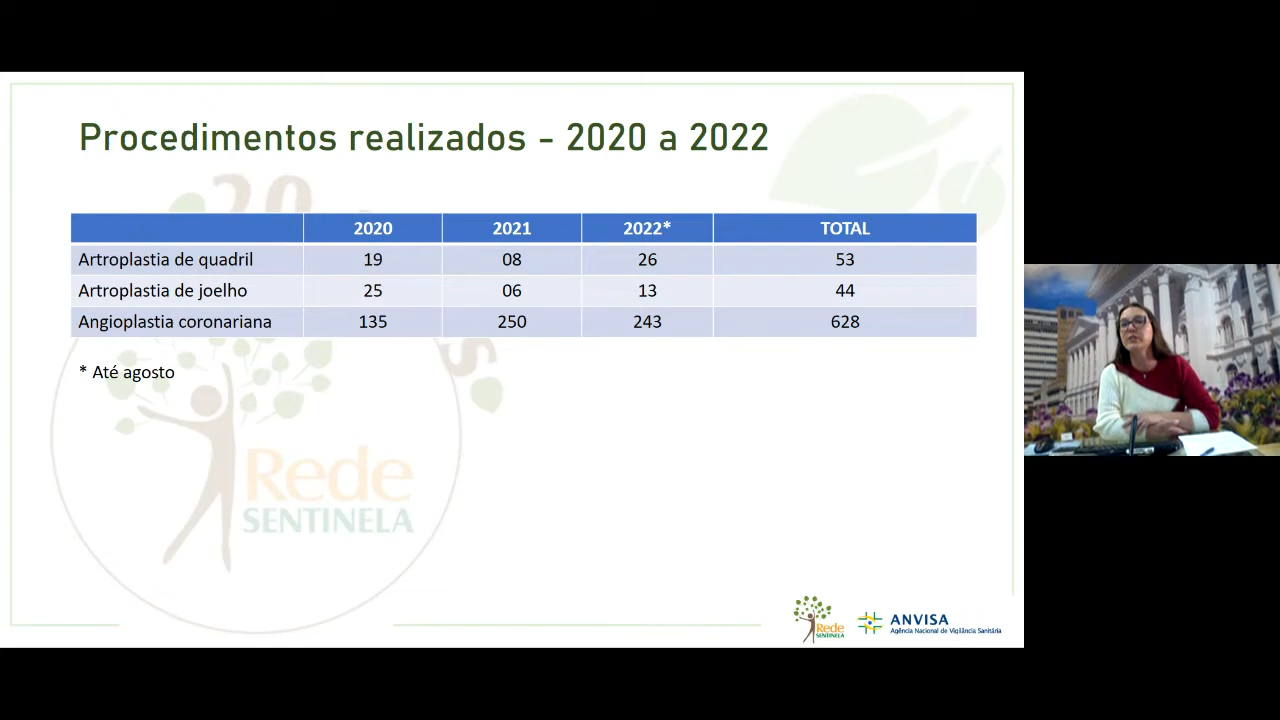 Procedimentos realizados - 2020 a 2022
20
2020 2021 2022* TOTAL
Artroplastia de quadril 19 08 26 53
Artroplastia de joelho 25 06 13 44
Angioplastia coronariana 135 250 243 628
* Até agosto
Rede
SENTINELA
Rede
SENTINELA
ANVISA
Agência Nacional de Vigilância Sanitária